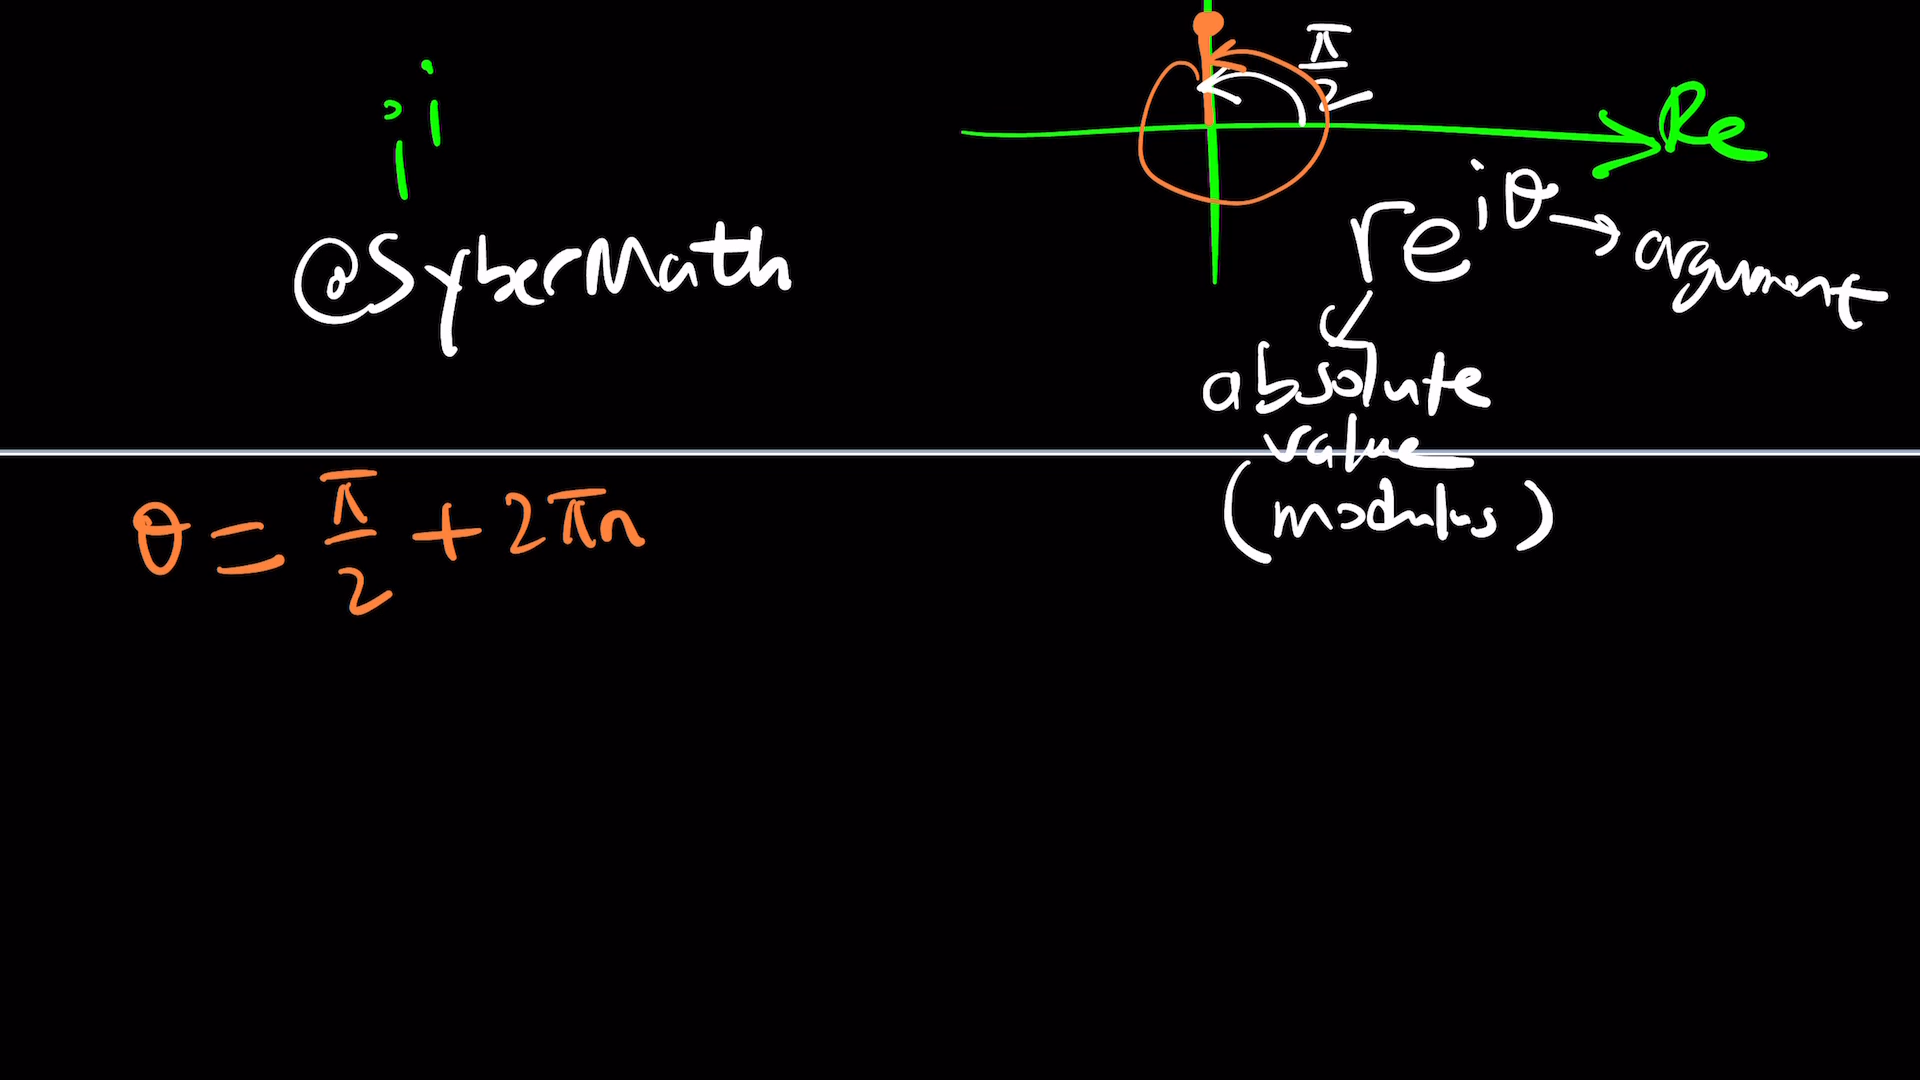 i^i
@SyberMath
π/2
Re
re^{iθ} → argument
absolute
value
(modulus)
θ = π/2 + 2πn